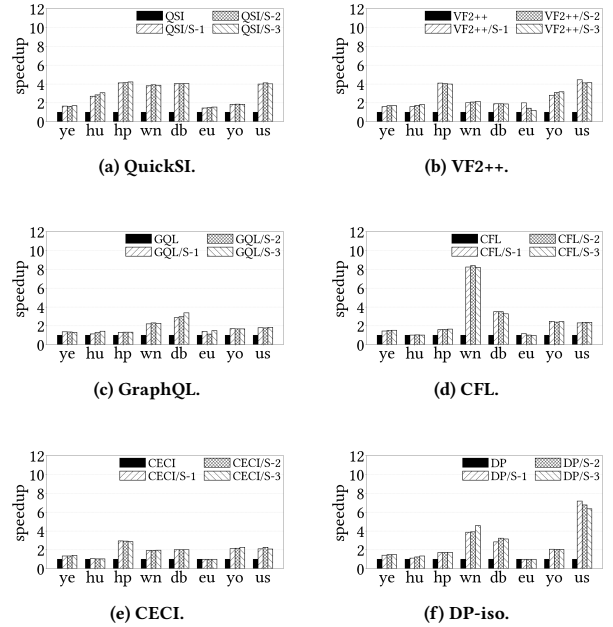 12
10
8
6
4
2
0
speedup
QSI QSI/S-2
QSI/S-1 QSI/S-3
ye hu hp wn db eu yo us
(a) QuickSI.
12
10
8
6
4
2
0
speedup
VF2++ VF2++/S-2
VF2++/S-1 VF2++/S-3
ye hu hp wn db eu yo us
(b) VF2++.
12
10
8
6
4
2
0
speedup
GQL GQL/S-2
GQL/S-1 GQL/S-3
ye hu hp wn db eu yo us
(c) GraphQL.
12
10
8
6
4
2
0
speedup
CFL CFL/S-2
CFL/S-1 CFL/S-3
ye hu hp wn db eu yo us
(d) CFL.
12
10
8
6
4
2
0
speedup
CECI CECI/S-2
CECI/S-1 CECI/S-3
ye hu hp wn db eu yo us
(e) CECI.
12
10
8
6
4
2
0
speedup
DP DP/S-2
DP/S-1 DP/S-3
ye hu hp wn db eu yo us
(f) DP-iso.